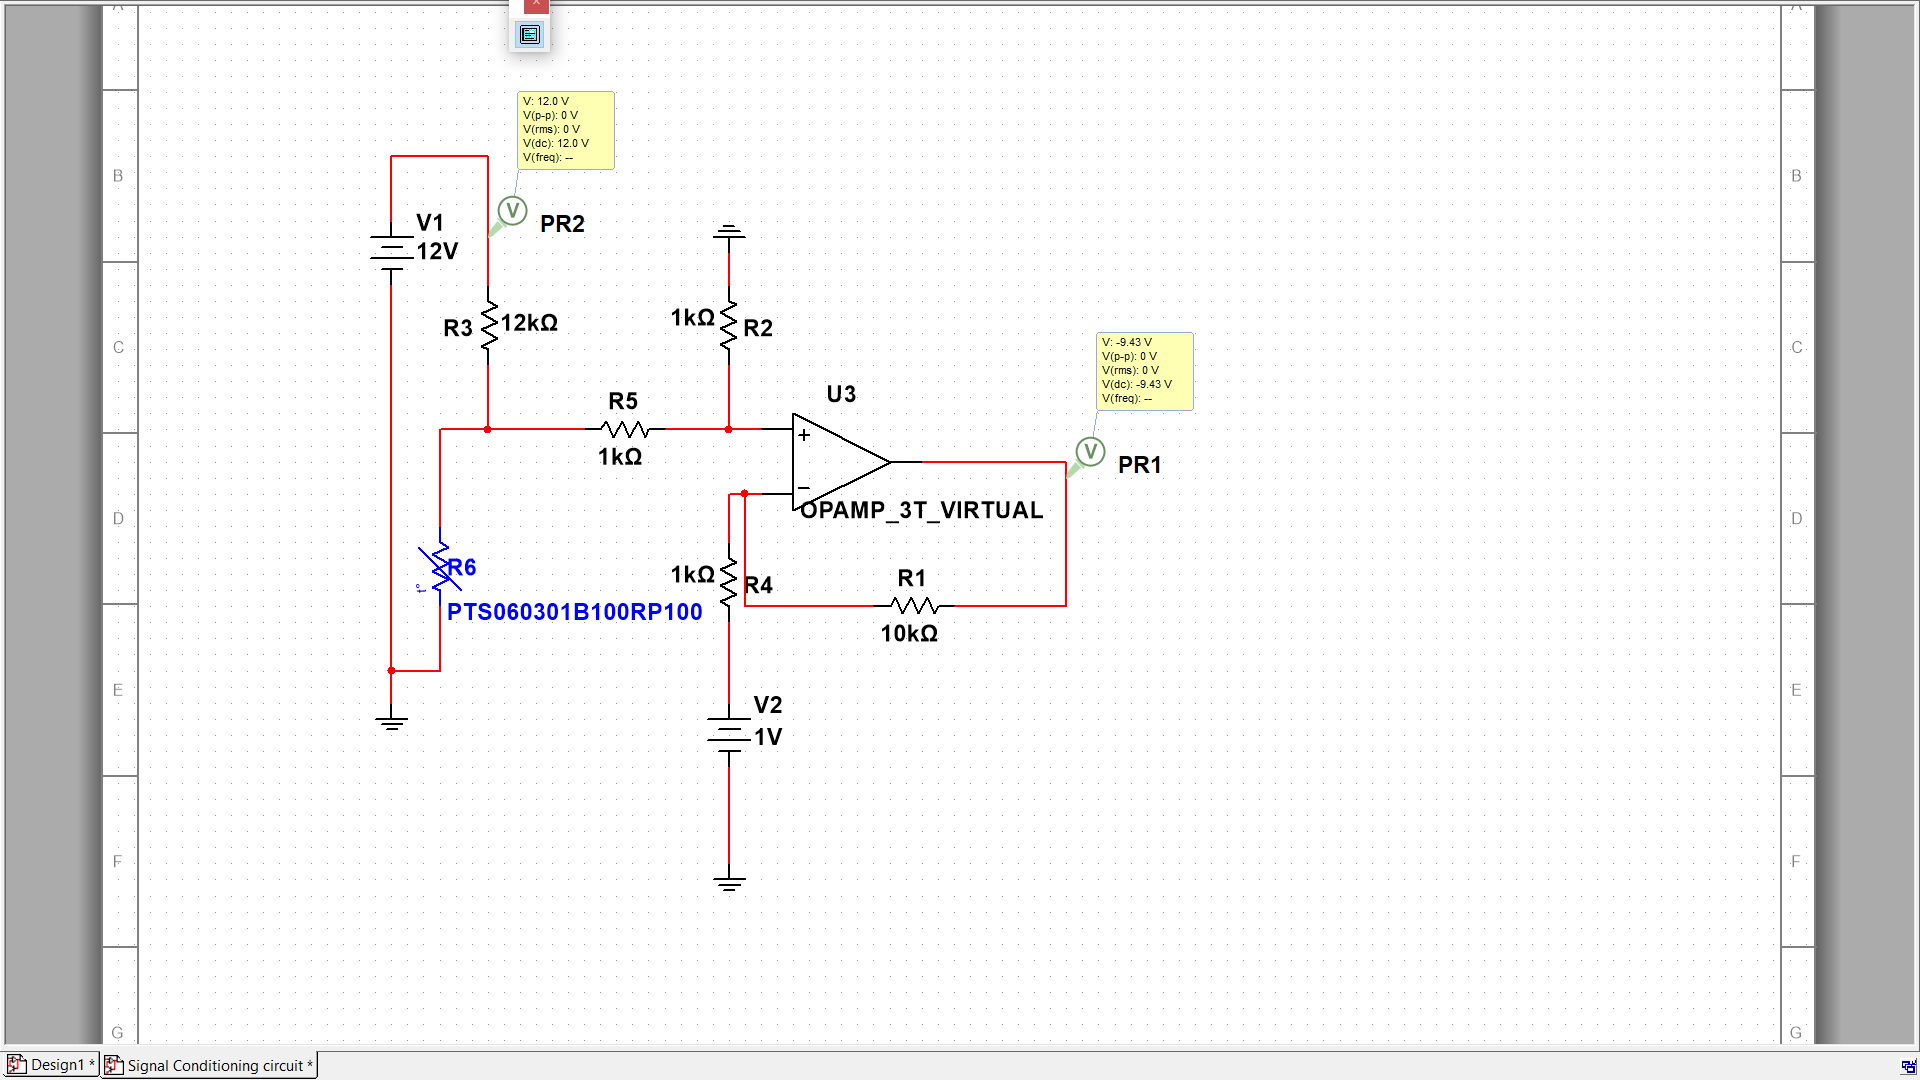 A
A
V: 12.0 V
V(p-p): 0 V
V(rms): 0 V
V(dc): 12.0 V
V(freq): --
B
B
V
PR2
V1
12V
R3
12kΩ
1kΩ
R2
C
C
V: -9.43 V
V(p-p): 0 V
V(rms): 0 V
V(dc): -9.43 V
V(freq): --
R5
1kΩ
U3
+
−
OPAMP_3T_VIRTUAL
V
PR1
D
D
R6
t°
PTS060301B100RP100
1kΩ
R4
R1
10kΩ
E
E
V2
1V
F
F
G
G
Design1 *
Signal Conditioning circuit *